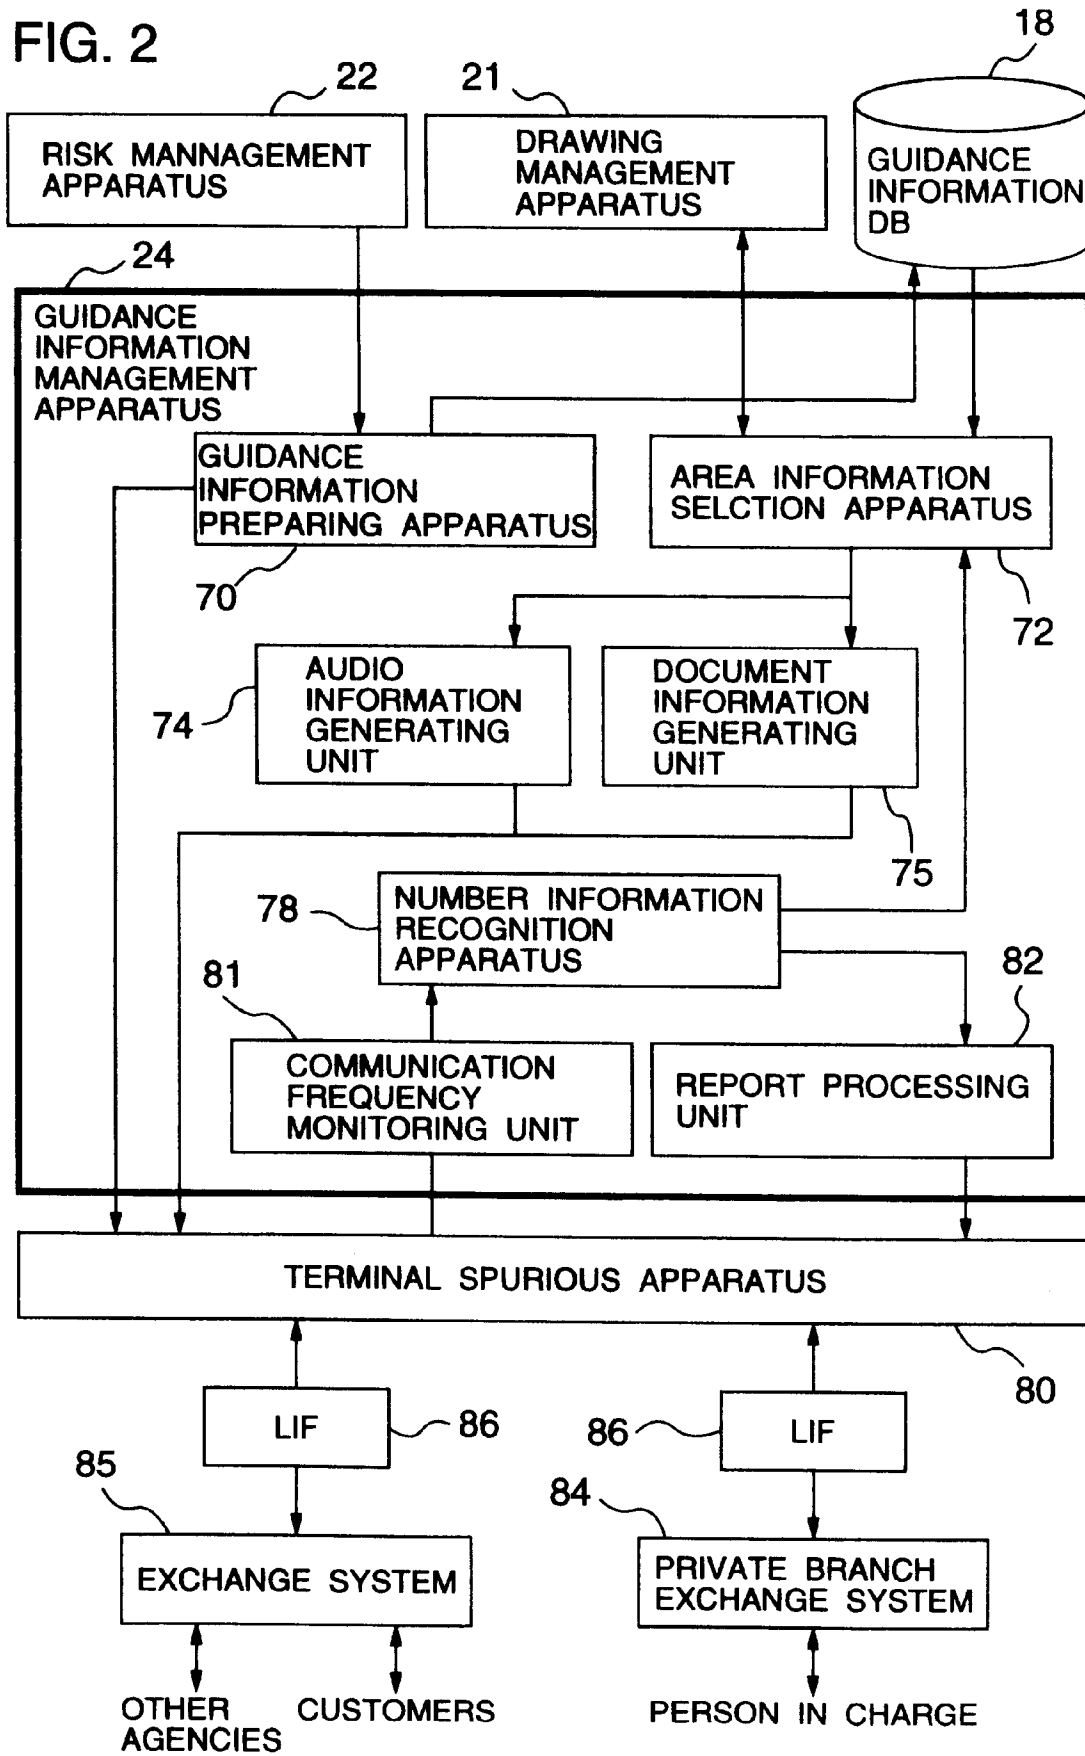 FIG. 2
22
21
18
RISK MANNAGEMENT
APPARATUS
DRAWING
MANAGEMENT
APPARATUS
GUIDANCE
INFORMATION
DB
24
GUIDANCE
INFORMATION
MANAGEMENT
APPARATUS
GUIDANCE
INFORMATION
PREPARING APPARATUS
AREA INFORMATION
SELCTION APPARATUS
70
72
AUDIO
INFORMATION
GENERATING
UNIT
DOCUMENT
INFORMATION
GENERATING
UNIT
74
75
NUMBER INFORMATION
RECOGNITION
APPARATUS
78
81
82
COMMUNICATION
FREQUENCY
MONITORING UNIT
REPORT PROCESSING
UNIT
TERMINAL SPURIOUS APPARATUS
80
LIF
86
86
LIF
85
84
EXCHANGE SYSTEM
PRIVATE BRANCH
EXCHANGE SYSTEM
OTHER
AGENCIES
CUSTOMERS
PERSON IN CHARGE